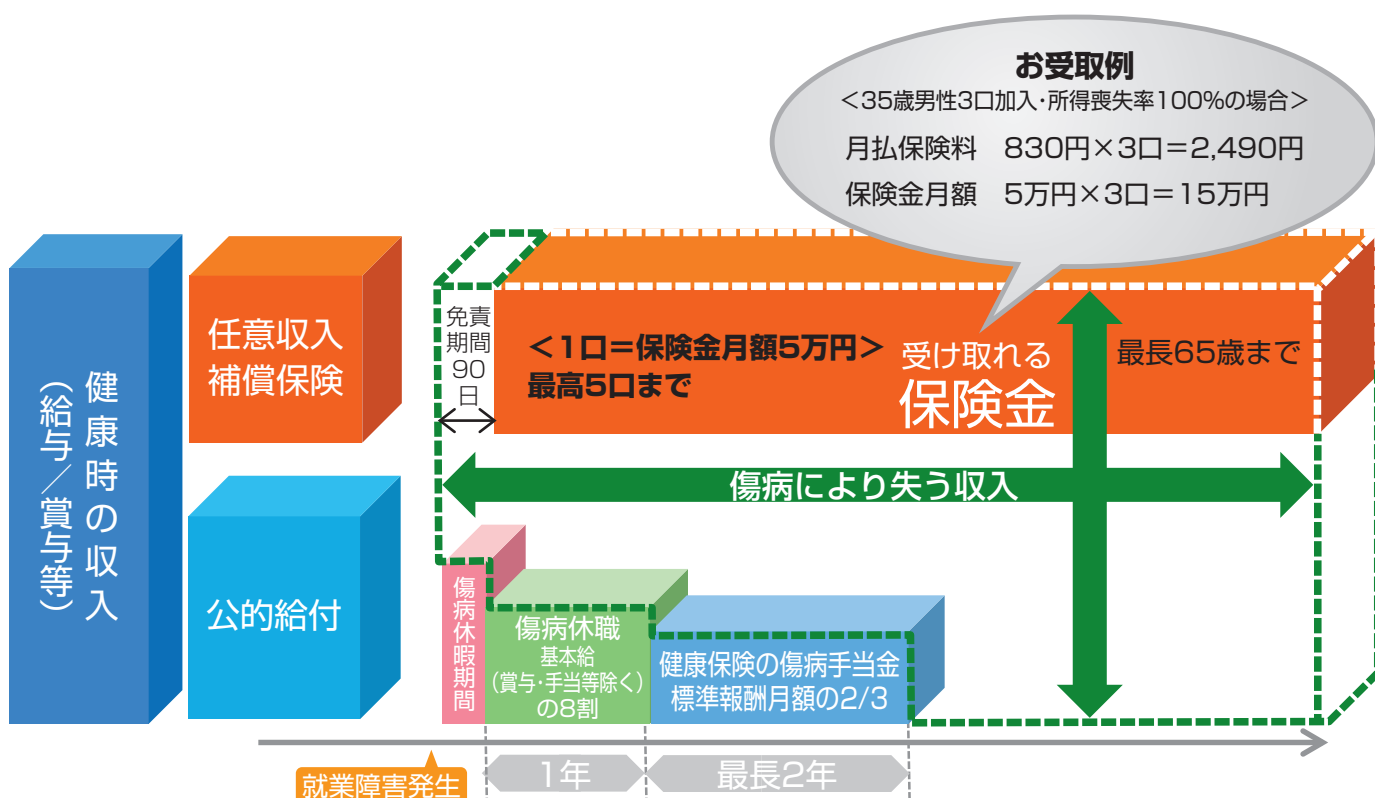 お受取例
＜35歳男性3口加入・所得喪失率100%の場合＞
月払保険料　830円×3口＝2,490円
保険金月額　5万円×3口＝15万円
健康時の収入
（給与／賞与等）
任意収入
補償保険
公的給付
免責
期間
90
日
＜1口＝保険金月額5万円＞
最高5口まで
受け取れる
保険金
最長65歳まで
傷病により失う収入
傷病休暇期間
傷病休職
基本給
（賞与・手当等除く）
の8割
健康保険の傷病手当金
標準報酬月額の2/3
就業障害発生
1年
最長2年